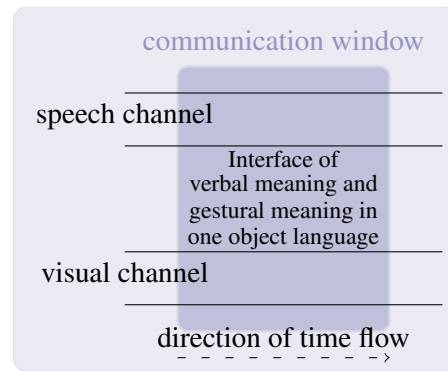 communication window
speech channel
Interface of
verbal meaning and
gestural meaning in
one object language
visual channel
direction of time flow